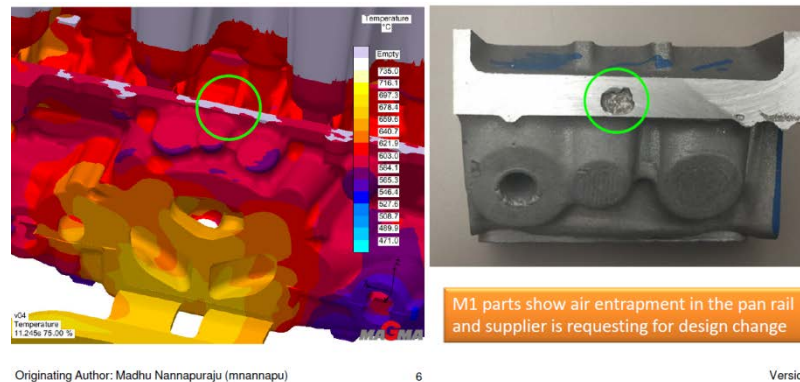 Temperature
°C
Empty
735.0
716.1
697.3
678.4
659.6
640.7
621.9
603.0
584.1
565.3
546.4
527.6
508.7
489.9
471.0
v04
Temperature
11.245s 75.00 %
MAGMA
M1 parts show air entrapment in the pan rail
and supplier is requesting for design change
Originating Author: Madhu Nannapuraju (mnannapu)
6
Versio